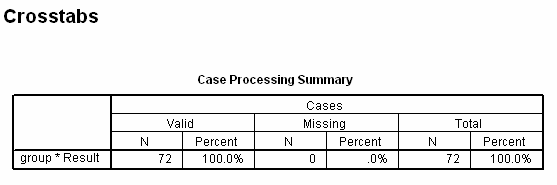 Crosstabs
Case Processing Summary
Cases
Valid Missing Total
N Percent N Percent N Percent
group * Result 72 100.0% 0 .0% 72 100.0%